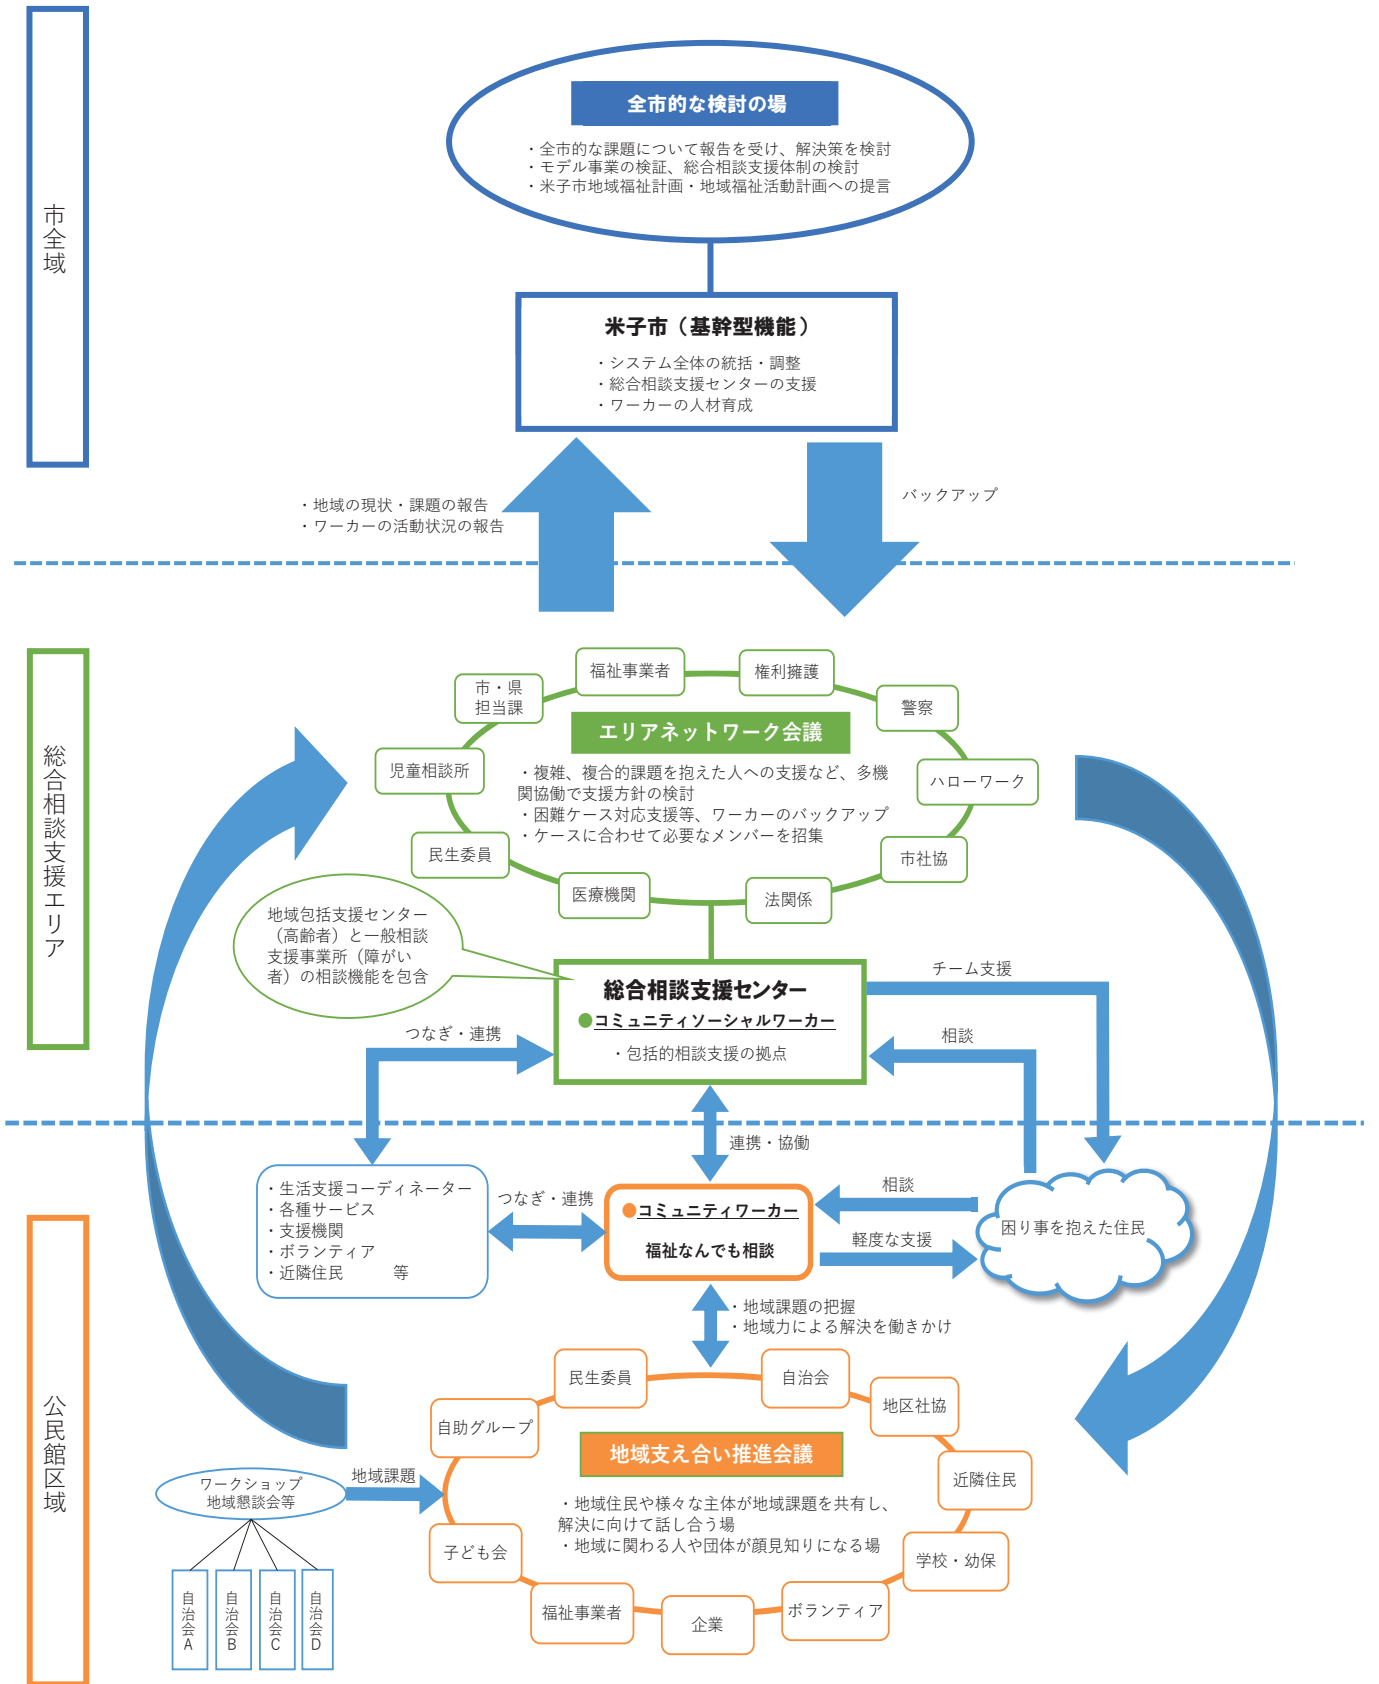 市全域
全市的な検討の場
・全市的な課題について報告を受け、解決策を検討
・モデル事業の検証、総合相談支援体制の検討
・米子市地域福祉計画・地域福祉活動計画への提言
米子市（基幹型機能）
・システム全体の統括・調整
・総合相談支援センターの支援
・ワーカーの人材育成
・地域の現状・課題の報告
・ワーカーの活動状況の報告
バックアップ
総合相談支援エリア
福祉事業者
権利擁護
市・県
担当課
警察
エリアネットワーク会議
児童相談所
ハローワーク
・複雑、複合的課題を抱えた人への支援など、多機
関協働で支援方針の検討
・困難ケース対応支援等、ワーカーのバックアップ
・ケースに合わせて必要なメンバーを招集
民生委員
市社協
医療機関
法関係
地域包括支援センター
（高齢者）と一般相談
支援事業所（障がい
者）の相談機能を包含
総合相談支援センター
●コミュニティソーシャルワーカー
・包括的相談支援の拠点
チーム支援
つなぎ・連携
相談
連携・協働
公民館区域
・生活支援コーディネーター
・各種サービス
・支援機関
・ボランティア
・近隣住民　　　等
つなぎ・連携
●コミュニティワーカー
福祉なんでも相談
相談
軽度な支援
困り事を抱えた住民
・地域課題の把握
・地域力による解決を働きかけ
民生委員
自治会
地区社協
自助グループ
地域支え合い推進会議
近隣住民
ワークショップ
地域懇談会等
地域課題
・地域住民や様々な主体が地域課題を共有し、
解決に向けて話し合う場
・地域に関わる人や団体が顔見知りになる場
子ども会
学校・幼保
福祉事業者
企業
ボランティア
自治会A
自治会B
自治会C
自治会D